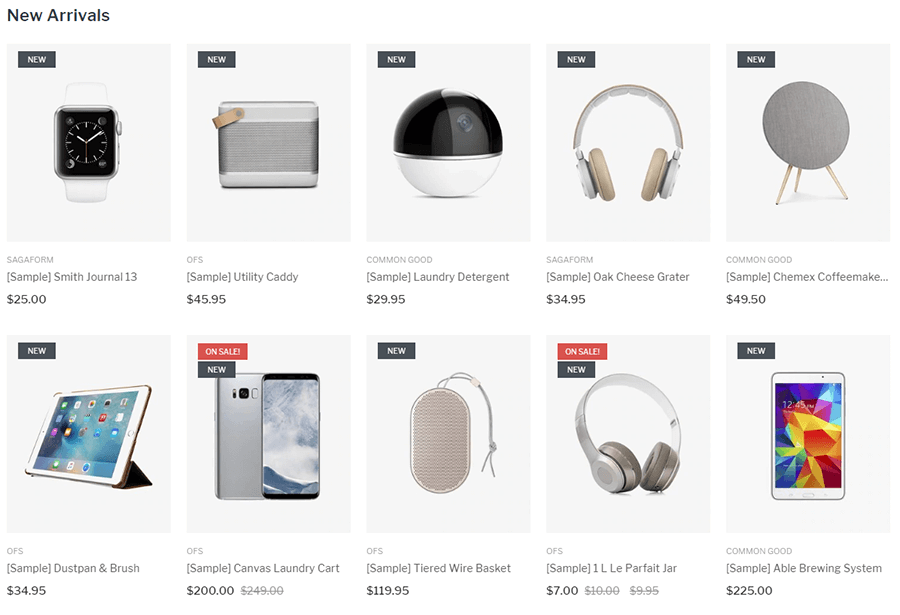 New Arrivals
NEW
NEW
NEW
NEW
NEW
SAGAFORM
OFS
COMMON GOOD
SAGAFORM
COMMON GOOD
[Sample] Smith Journal 13
[Sample] Utility Caddy
[Sample] Laundry Detergent
[Sample] Oak Cheese Grater
[Sample] Chemex Coffeemake...
$25.00
$45.95
$29.95
$34.95
$49.50
NEW
ON SALE!
NEW
NEW
ON SALE!
NEW
NEW
12:45
OFS
OFS
OFS
OFS
COMMON GOOD
[Sample] Dustpan & Brush
[Sample] Canvas Laundry Cart
[Sample] Tiered Wire Basket
[Sample] 1 L Le Parfait Jar
[Sample] Able Brewing System
$34.95
$200.00 $249.00
$119.95
$7.00 $10.00 $9.95
$225.00